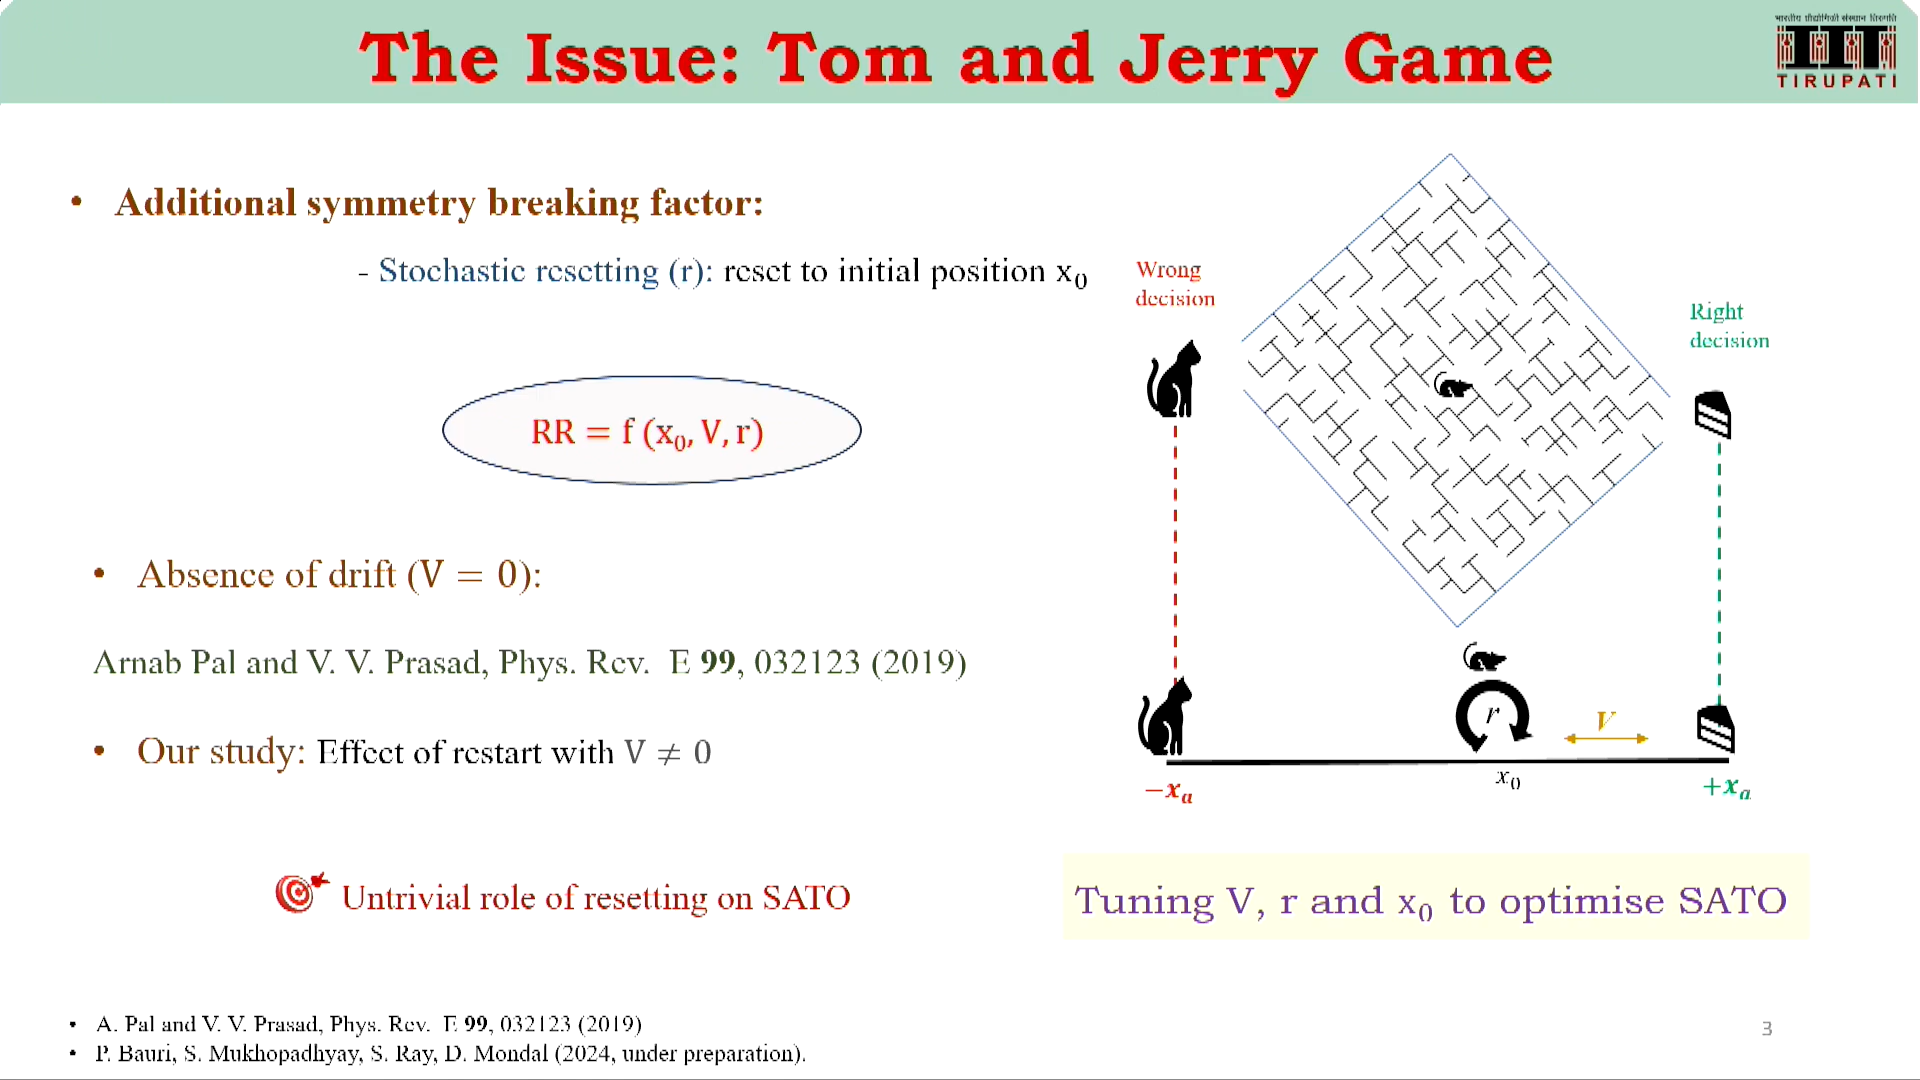 The Issue: Tom and Jerry Game
TIRUPATI
• Additional symmetry breaking factor:
- Stochastic resetting (r): reset to initial position x₀
RR = f (x₀, V, r)
• Absence of drift (V = 0):
Arnab Pal and V. V. Prasad, Phys. Rev. E 99, 032123 (2019)
• Our study: Effect of restart with V ≠ 0
Untrivial role of resetting on SATO
Wrong
decision
Right
decision
r
V
−xₐ
x₀
+xₐ
Tuning V, r and x₀ to optimise SATO
• A. Pal and V. V. Prasad, Phys. Rev. E 99, 032123 (2019)
• P. Bauri, S. Mukhopadhyay, S. Ray, D. Mondal (2024, under preparation).
3